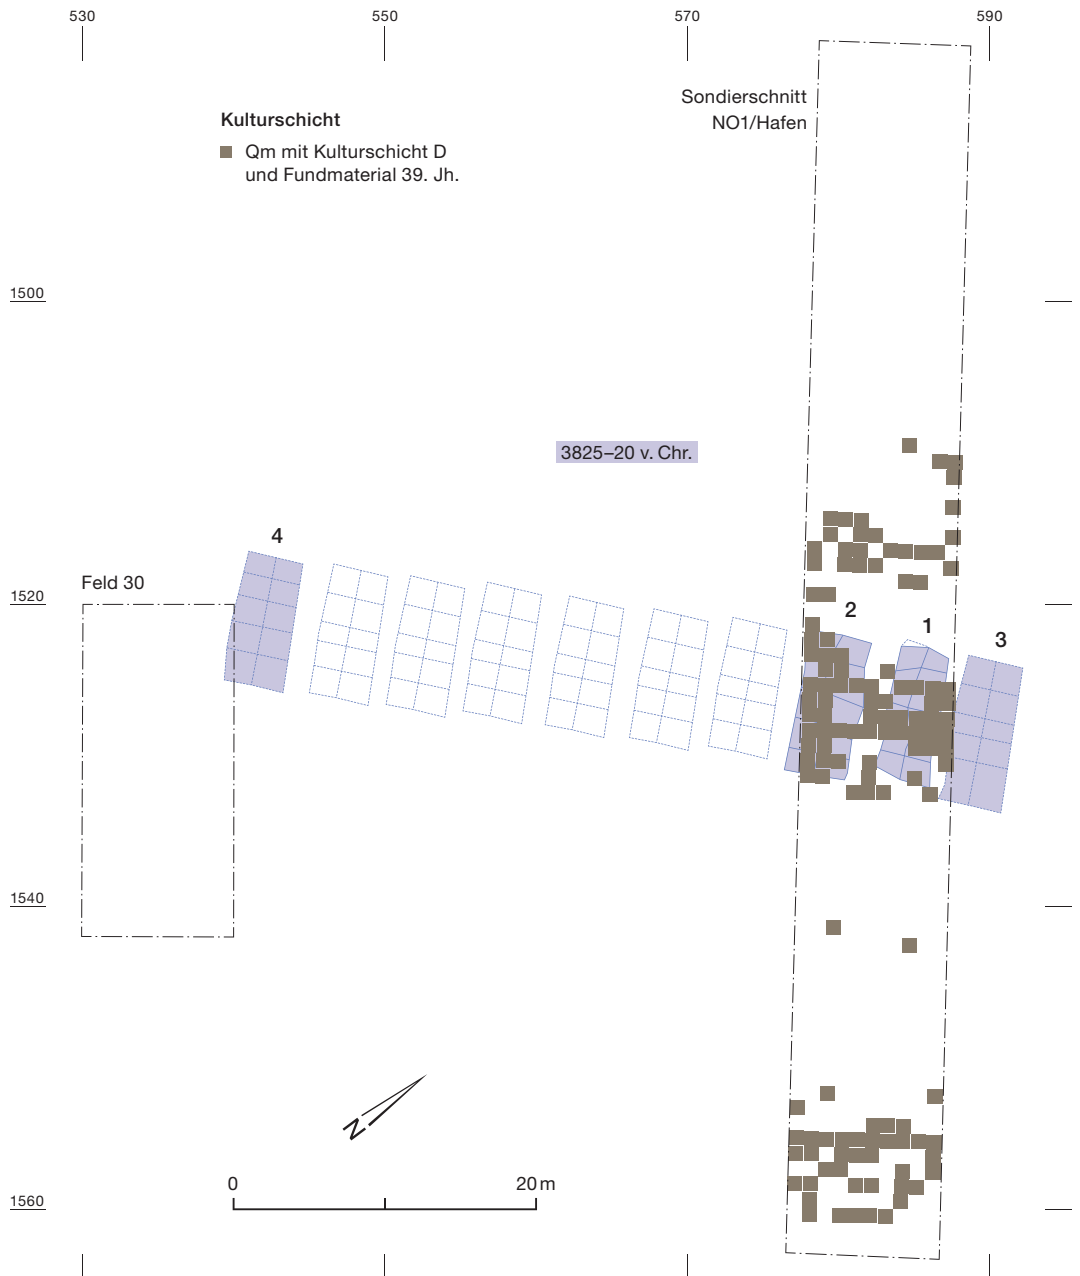 530
550
570
590
Sondierschnitt
NO1/Hafen
Kulturschicht
Qm mit Kulturschicht D
und Fundmaterial 39. Jh.
1500
3825–20 v. Chr.
4
Feld 30
1520
2
1
3
1540
N
0
20 m
1560